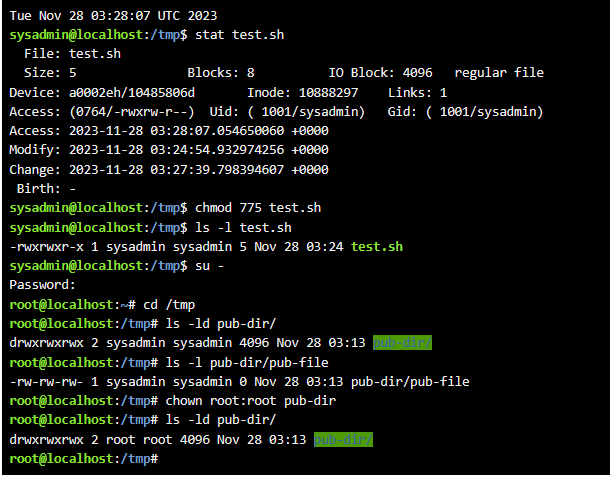 Tue Nov 28 03:28:07 UTC 2023
sysadmin@localhost:/tmp$ stat test.sh
  File: test.sh
  Size: 5               Blocks: 8          IO Block: 4096   regular file
Device: a0002eh/10485806d       Inode: 10888297    Links: 1
Access: (0764/-rwxrw-r--)  Uid: ( 1001/sysadmin)   Gid: ( 1001/sysadmin)
Access: 2023-11-28 03:28:07.054650060 +0000
Modify: 2023-11-28 03:24:54.932974256 +0000
Change: 2023-11-28 03:27:39.798394607 +0000
 Birth: -
sysadmin@localhost:/tmp$ chmod 775 test.sh
sysadmin@localhost:/tmp$ ls -l test.sh
-rwxrwxr-x 1 sysadmin sysadmin 5 Nov 28 03:24 test.sh
sysadmin@localhost:/tmp$ su -
Password:
root@localhost:~# cd /tmp
root@localhost:/tmp# ls -ld pub-dir/
drwxrwxrwx 2 sysadmin sysadmin 4096 Nov 28 03:13 pub-dir/
root@localhost:/tmp# ls -l pub-dir/pub-file
-rw-rw-rw- 1 sysadmin sysadmin 0 Nov 28 03:13 pub-dir/pub-file
root@localhost:/tmp# chown root:root pub-dir
root@localhost:/tmp# ls -ld pub-dir/
drwxrwxrwx 2 root root 4096 Nov 28 03:13 pub-dir/
root@localhost:/tmp#